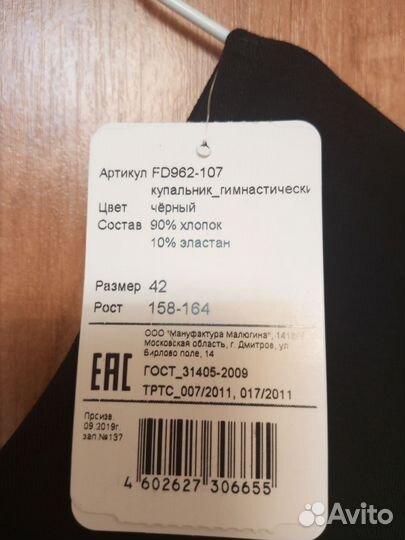 Артикул FD962-107
купальник_гимнастически
Цвет чёрный
Состав 90% хлопок
10% эластан
Размер 42
Рост 158-164
ООО "Мануфактура Малюгина",
Московская область, г. Дмитров, ул
Бирлово поле, 14
ЕАС
ГОСТ_31405-2009
ТРТС_007/2011, 017/2011
Произв.
09.2019г.
зап.№137
4 602627 306655
Avito